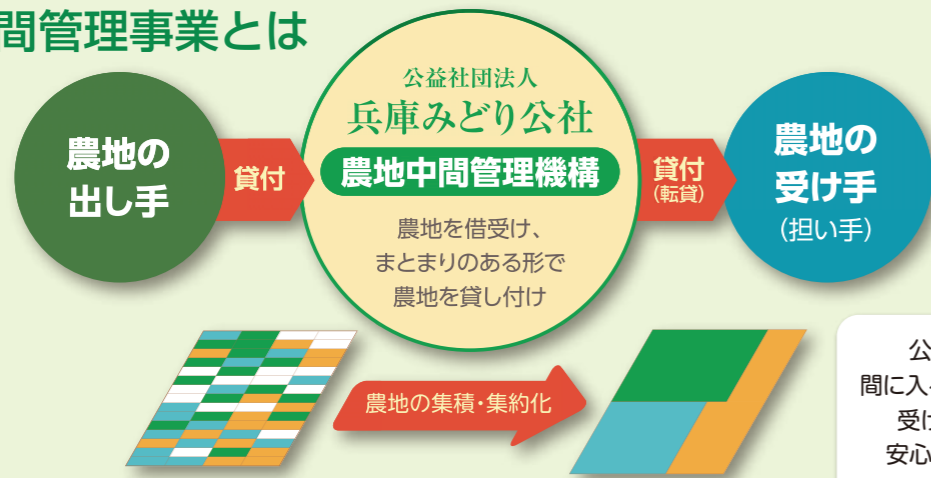 間管理事業とは
農地の
出し手
貸付
公益社団法人
兵庫みどり公社
農地中間管理機構
農地を借受け、
まとまりのある形で
農地を貸し付け
貸付
(転貸)
農地の
受け手
(担い手)
農地の集積・集約化
公
間に入
受け
安心